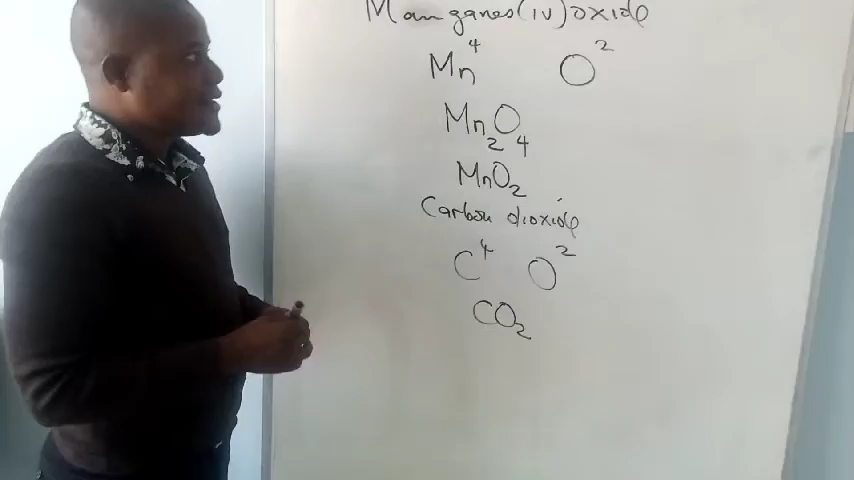 Manganes(iv)oxide
Mn⁴ O²
Mn₂O₄
MnO₂
Carbon dioxide
C⁴ O²
CO₂